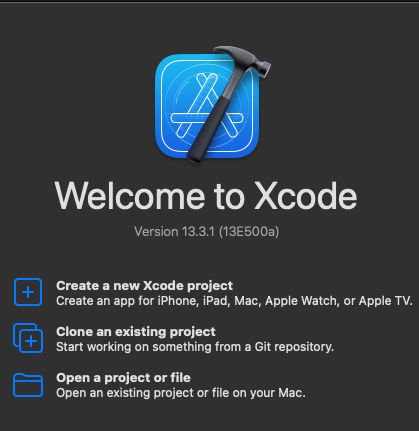 Welcome to Xcode
Version 13.3.1 (13E500a)
Create a new Xcode project
Create an app for iPhone, iPad, Mac, Apple Watch, or Apple TV.
Clone an existing project
Start working on something from a Git repository.
Open a project or file
Open an existing project or file on your Mac.